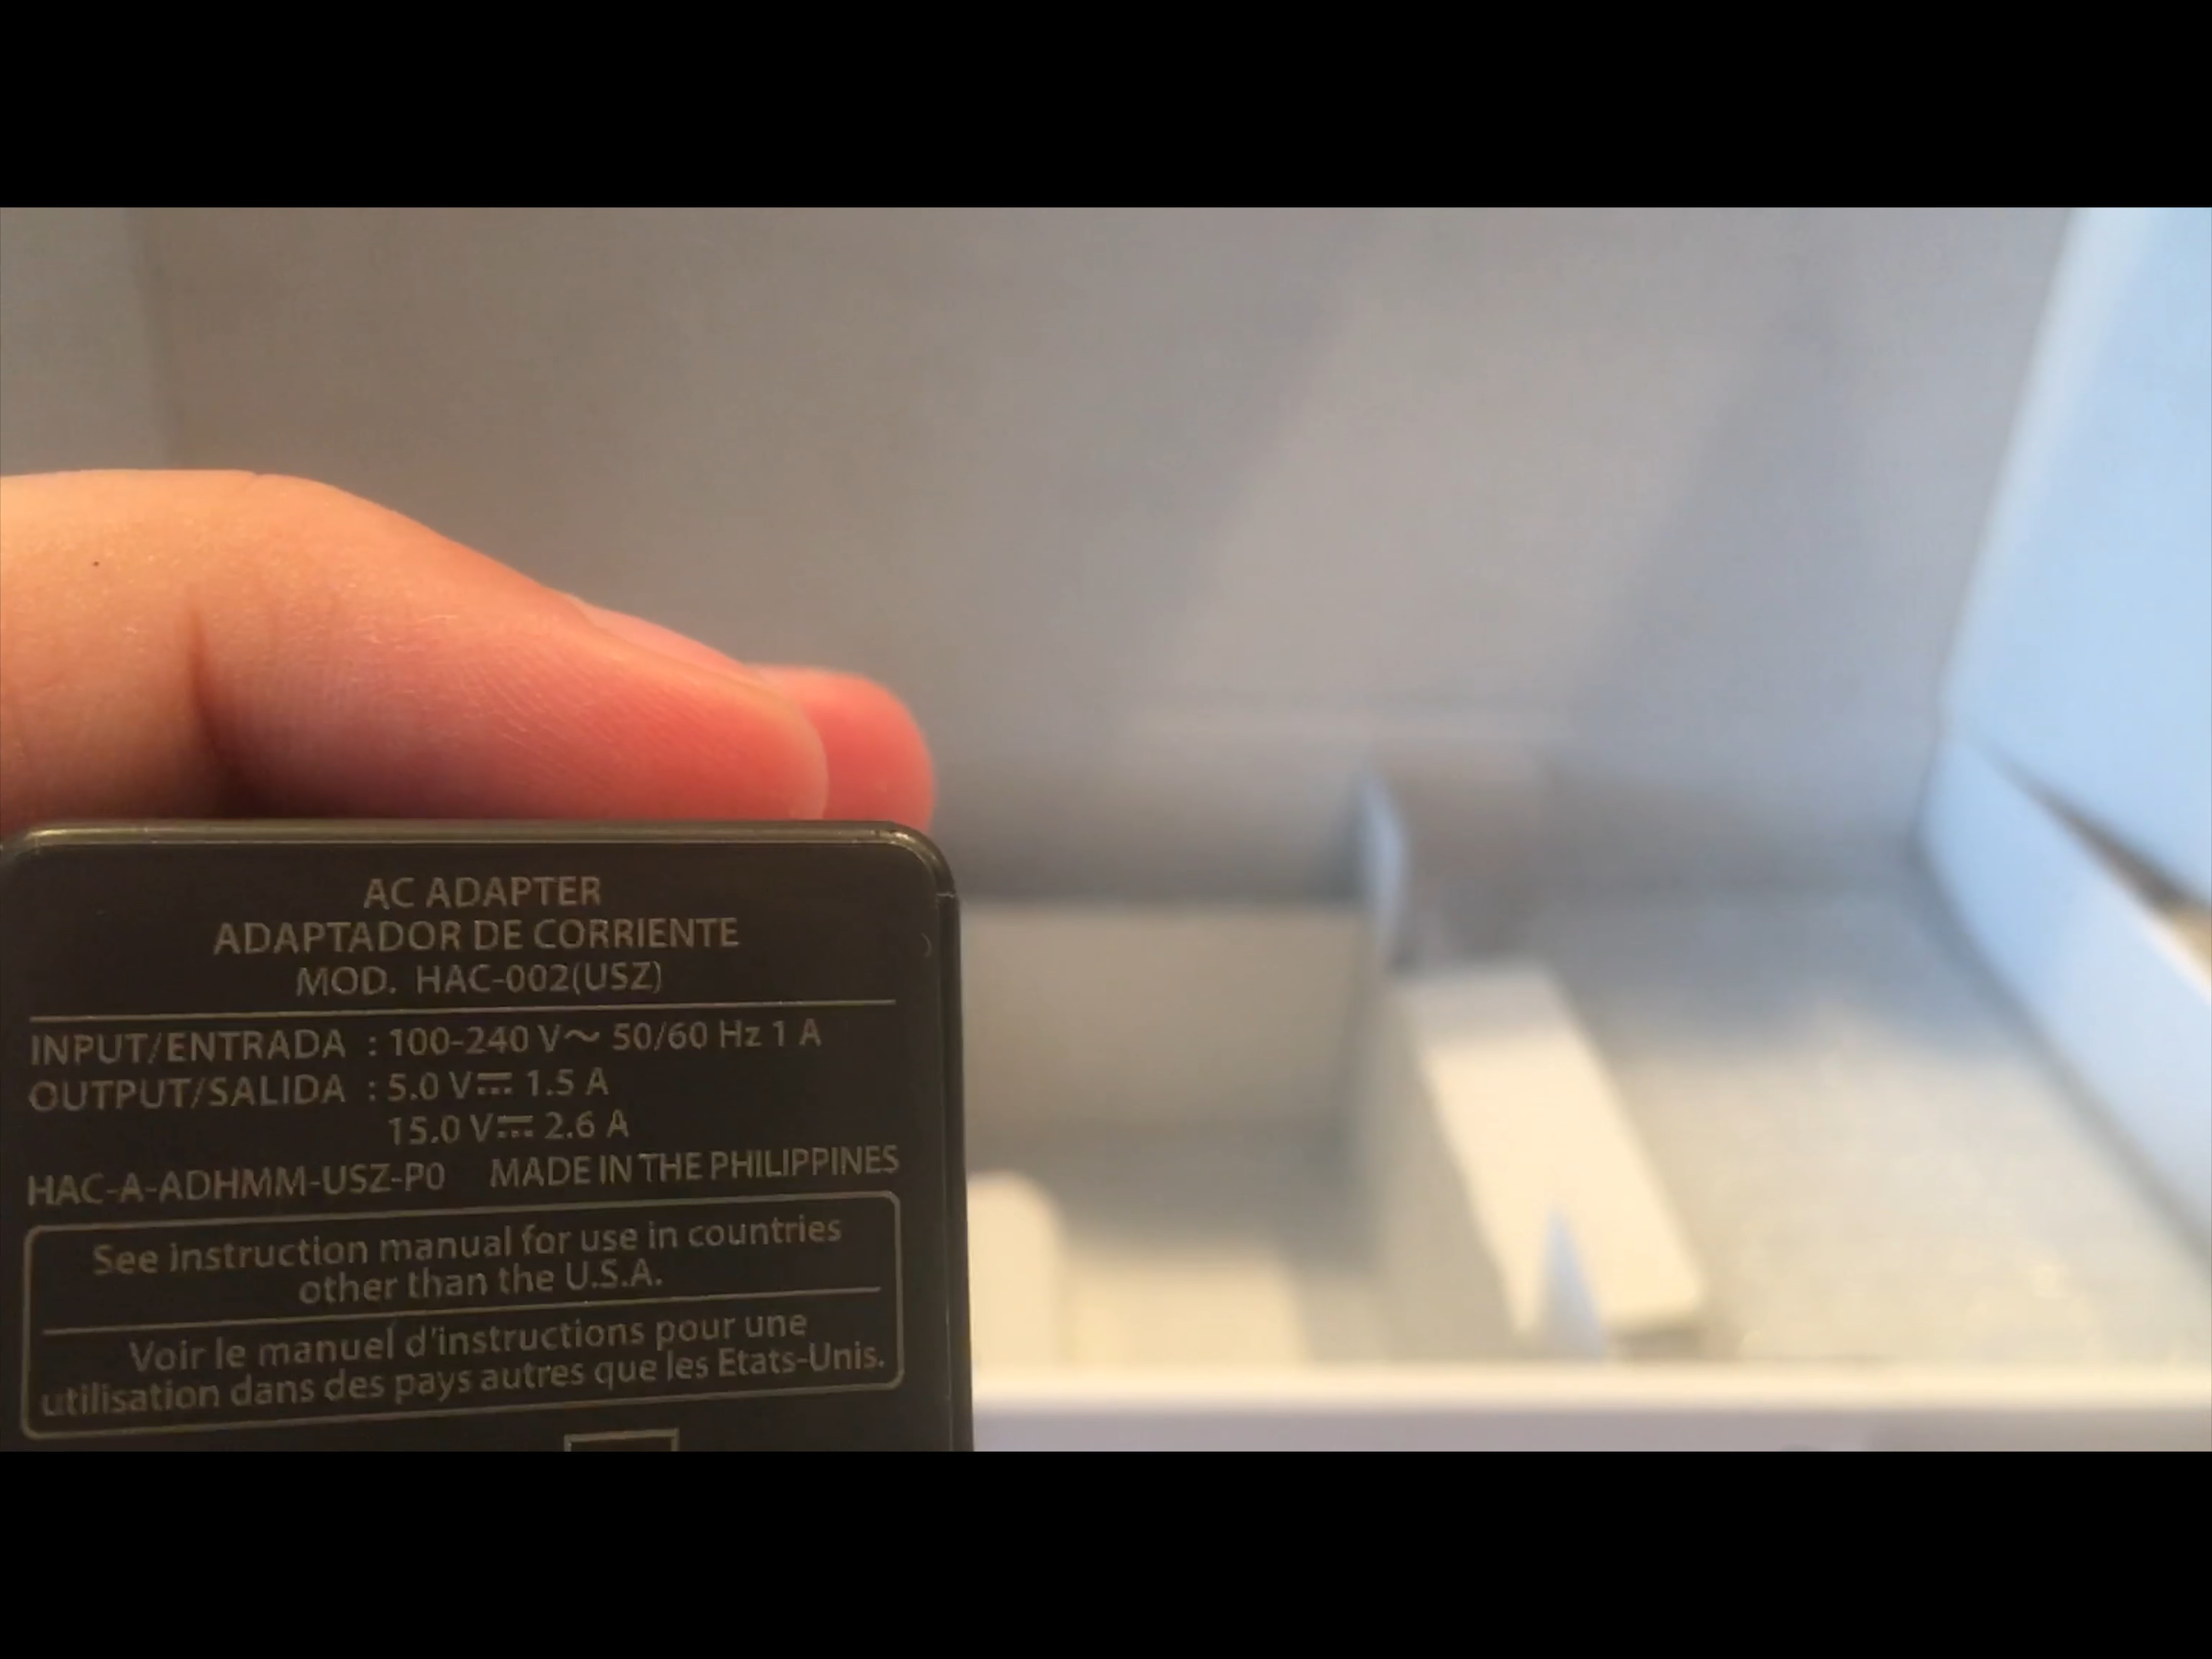 AC ADAPTER
ADAPTADOR DE CORRIENTE
MOD. HAC-002(USZ)
INPUT/ENTRADA : 100-240 V～ 50/60 Hz 1 A
OUTPUT/SALIDA : 5.0 V⎓ 1.5 A
15.0 V⎓ 2.6 A
HAC-A-ADHMM-USZ-P0 MADE IN THE PHILIPPINES
See instruction manual for use in countries
other than the U.S.A.
Voir le manuel d'instructions pour une
utilisation dans des pays autres que les Etats-Unis.